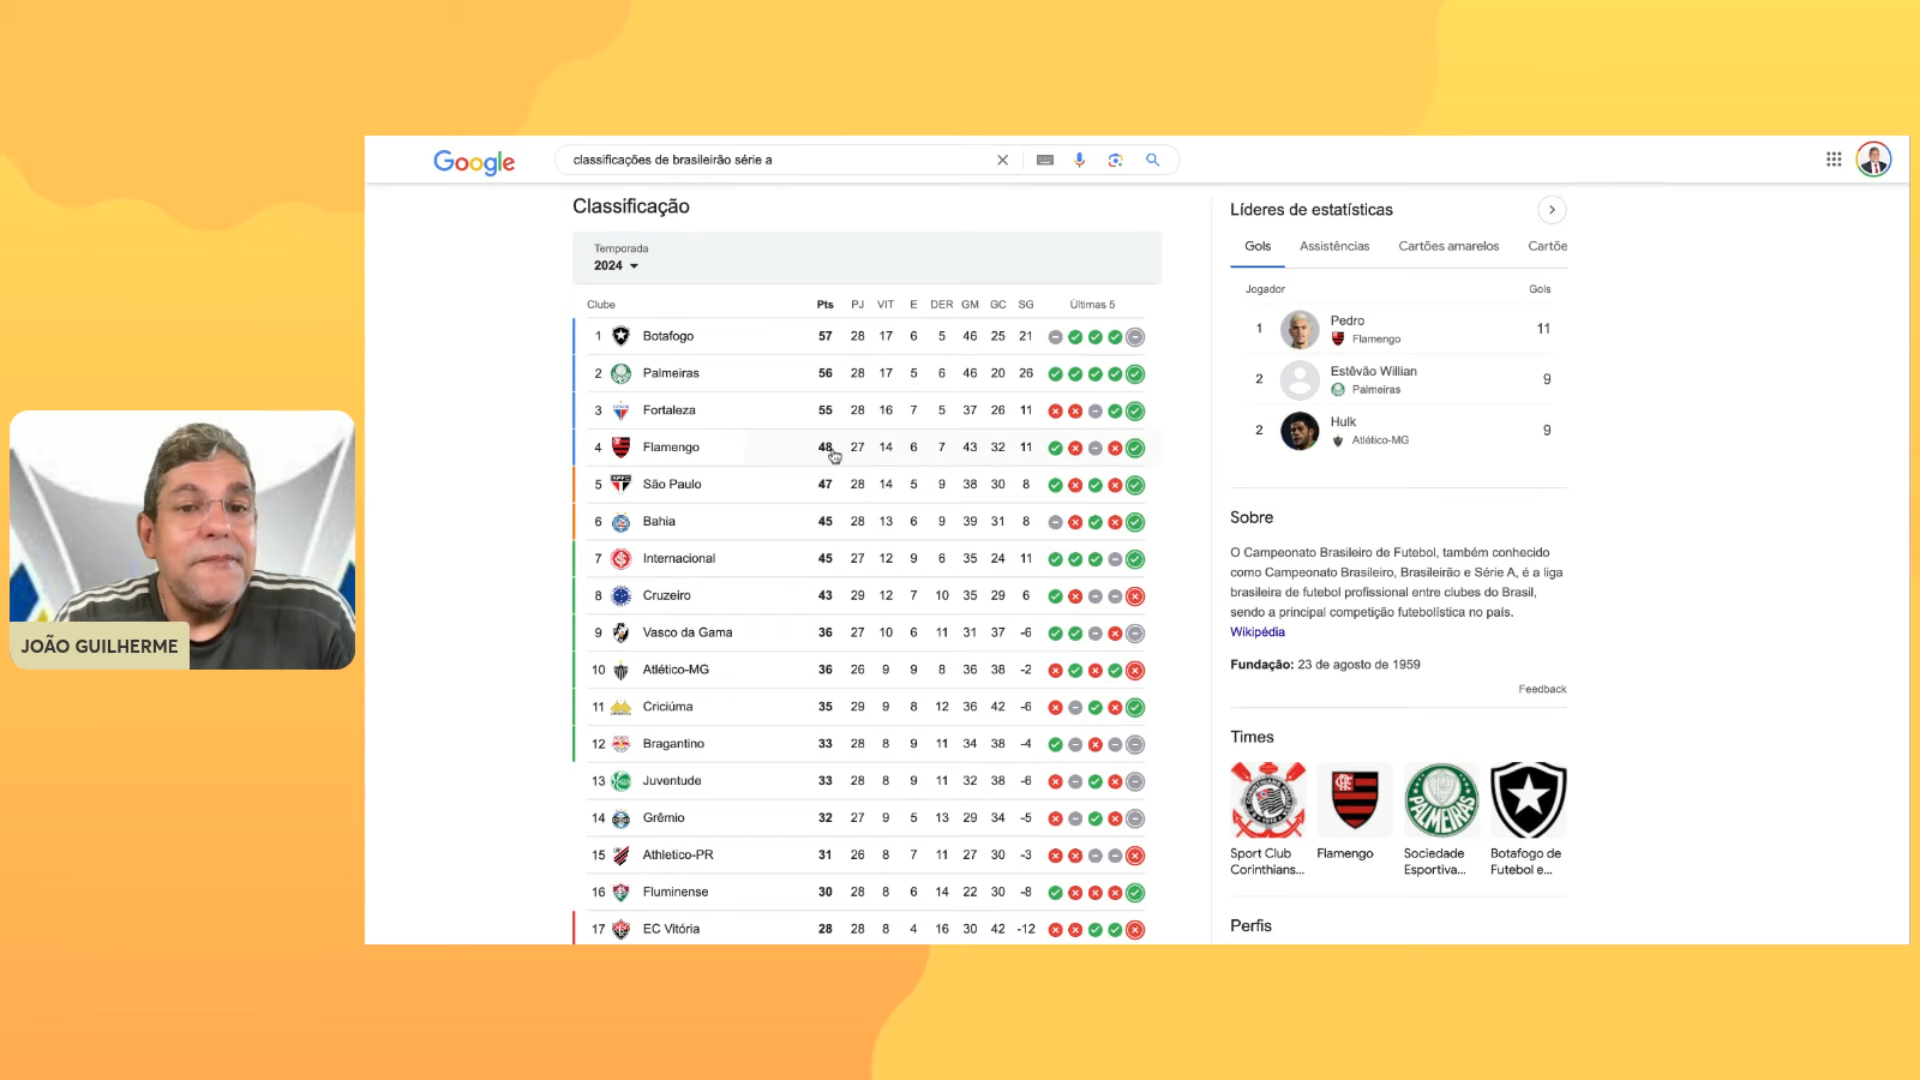 Google
classificações de brasileirão série a
Classificação
Temporada
2024
Clube Pts PJ VIT E DER GM GC SG Últimas 5
1 Botafogo 57 28 17 6 5 46 25 21
2 Palmeiras 56 28 17 5 6 46 20 26
3 Fortaleza 55 28 16 7 5 37 26 11
4 Flamengo 48 27 14 6 7 43 32 11
5 São Paulo 47 28 14 5 9 38 30 8
6 Bahia 45 28 13 6 9 39 31 8
7 Internacional 45 27 12 9 6 35 24 11
8 Cruzeiro 43 29 12 7 10 35 29 6
9 Vasco da Gama 36 27 10 6 11 31 37 -6
10 Atlético-MG 36 26 9 9 8 36 38 -2
11 Criciúma 35 29 9 8 12 36 42 -6
12 Bragantino 33 28 8 9 11 34 38 -4
13 Juventude 33 28 8 9 11 32 38 -6
14 Grêmio 32 27 9 5 13 29 34 -5
15 Athletico-PR 31 26 8 7 11 27 30 -3
16 Fluminense 30 28 8 6 14 22 30 -8
17 EC Vitória 28 28 8 4 16 30 42 -12
Líderes de estatísticas
Gols Assistências Cartões amarelos Cartõe
Jogador Gols
1 Pedro 11
Flamengo
2 Estêvão Willian 9
Palmeiras
2 Hulk 9
Atlético-MG
Sobre
O Campeonato Brasileiro de Futebol, também conhecido
como Campeonato Brasileiro, Brasileirão e Série A, é a liga
brasileira de futebol profissional entre clubes do Brasil,
sendo a principal competição futebolística no país.
Wikipédia
Fundação: 23 de agosto de 1959
Feedback
Times
Sport Club
Corinthians...
Flamengo
Sociedade
Esportiva...
Botafogo de
Futebol e...
Perfis
JOÃO GUILHERME